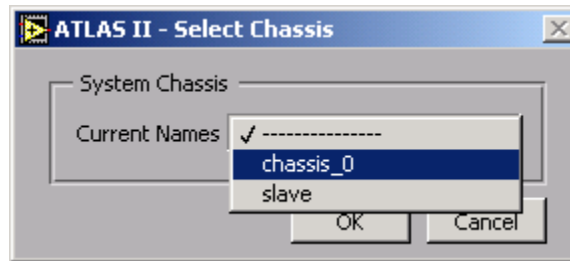 ATLAS II - Select Chassis
System Chassis
Current Names ✓ ---------------
chassis_0
slave
OK Cancel